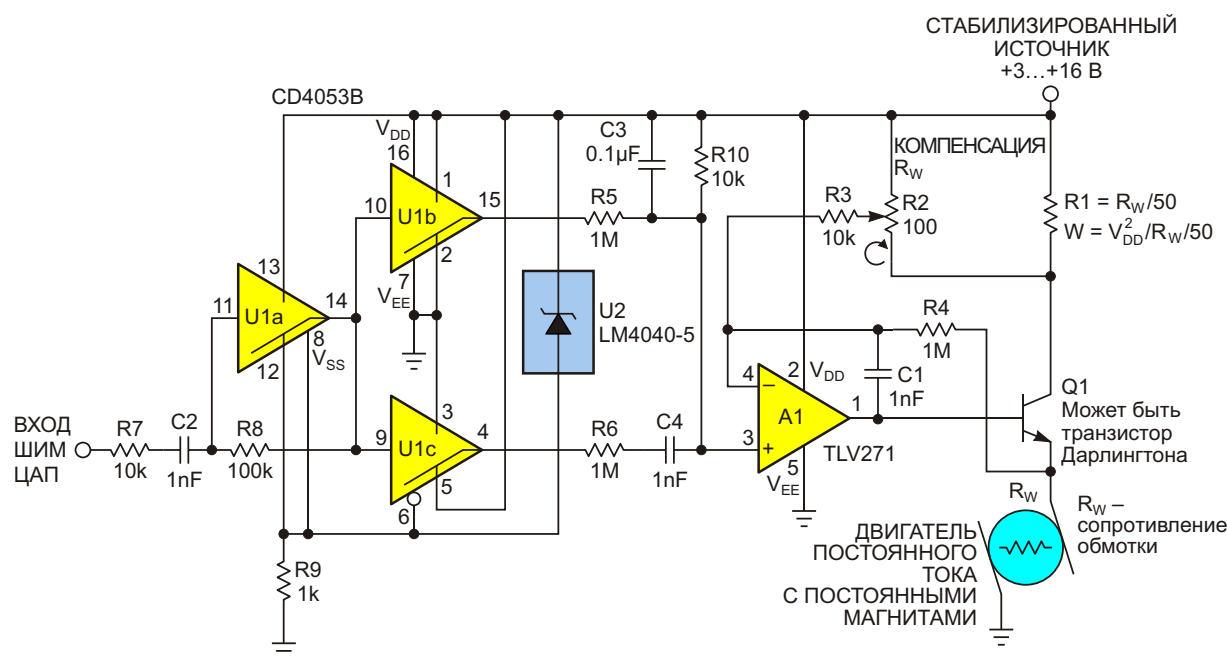 СТАБИЛИЗИРОВАННЫЙ
ИСТОЧНИК
+3...+16 В
CD4053B
V_DD
16
1
U1b
10
15
2
7
V_EE
C3
0.1µF
R10
10k
R5
1M
КОМПЕНСАЦИЯ
R_W
R3
10k
R2
100
R1 = R_W/50
W = V²_DD/R_W/50
13
11
U1a
14
8
V_SS
12
U2
LM4040-5
R4
1M
C1
1nF
2
V_DD
4
–
A1
1
3
+
5
V_EE
TLV271
Q1
Может быть
транзистор
Дарлингтона
ВХОД
ШИМ
ЦАП
R7
10k
C2
1nF
R8
100k
3
9
U1c
4
5
6
R6
1M
C4
1nF
R9
1k
R_W
R_W –
сопротивление
обмотки
ДВИГАТЕЛЬ
ПОСТОЯННОГО
ТОКА
С ПОСТОЯННЫМИ
МАГНИТАМИ